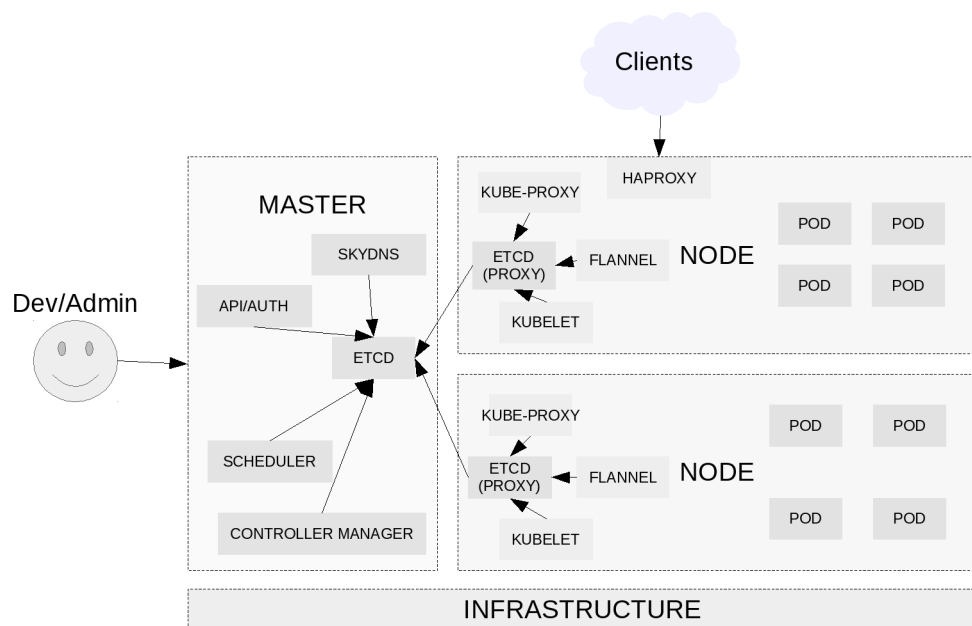 Clients
HAPROXY
KUBE-PROXY
MASTER
POD
POD
SKYDNS
ETCD
(PROXY)
FLANNEL
NODE
POD
POD
Dev/Admin
API/AUTH
KUBELET
ETCD
KUBE-PROXY
POD
POD
SCHEDULER
ETCD
(PROXY)
FLANNEL
NODE
CONTROLLER MANAGER
KUBELET
POD
POD
INFRASTRUCTURE